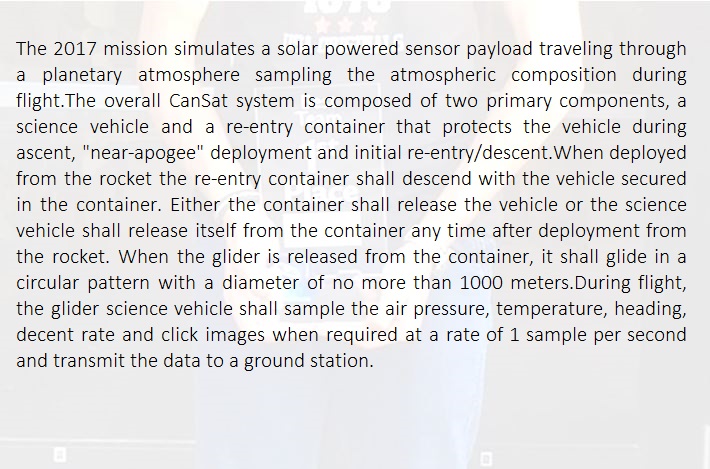 The 2017 mission simulates a solar powered sensor payload traveling through
a planetary atmosphere sampling the atmospheric composition during
flight.The overall CanSat system is composed of two primary components, a
science vehicle and a re-entry container that protects the vehicle during
ascent, "near-apogee" deployment and initial re-entry/descent.When deployed
from the rocket the re-entry container shall descend with the vehicle secured
in the container. Either the container shall release the vehicle or the science
vehicle shall release itself from the container any time after deployment from
the rocket. When the glider is released from the container, it shall glide in a
circular pattern with a diameter of no more than 1000 meters.During flight,
the glider science vehicle shall sample the air pressure, temperature, heading,
decent rate and click images when required at a rate of 1 sample per second
and transmit the data to a ground station.